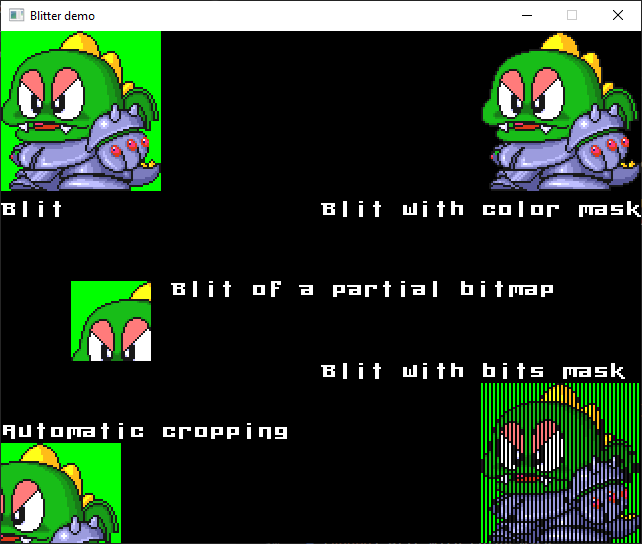 Blitter demo
Blit
Blit with color mask
Blit of a partial bitmap
Blit with bits mask
Automatic cropping